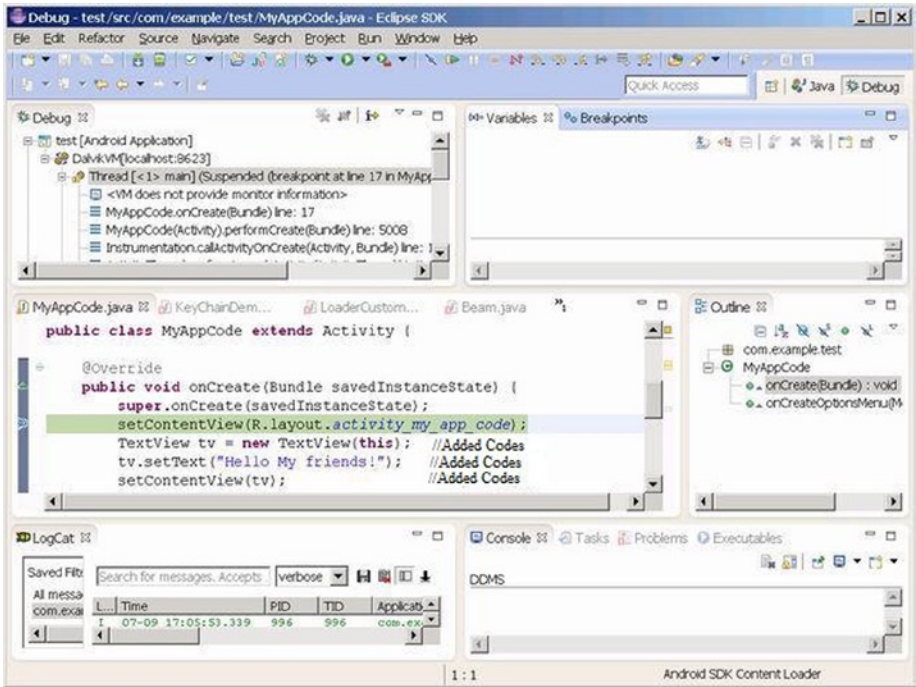 Debug - test/src/com/example/test/MyAppCode.java - Eclipse SDK
File Edit Refactor Source Navigate Search Project Run Window Help
Quick Access
Java Debug
Debug
test [Android Application]
DalvikVM[localhost:8623]
Thread [<1> main] (Suspended (breakpoint at line 17 in MyApp
<VM does not provide monitor information>
MyAppCode.onCreate(Bundle) line: 17
MyAppCode(Activity).performCreate(Bundle) line: 5008
Instrumentation.callActivityOnCreate(Activity, Bundle) line: 1
(x)= Variables Breakpoints
MyAppCode.java KeyChainDem... LoaderCustom... Beam.java »1
public class MyAppCode extends Activity {
@Override
public void onCreate(Bundle savedInstanceState) {
super.onCreate(savedInstanceState);
setContentView(R.layout.activity_my_app_code);
TextView tv = new TextView(this); //Added Codes
tv.setText("Hello My friends!"); //Added Codes
setContentView(tv); //Added Codes
Outline
com.example.test
MyAppCode
onCreate(Bundle) : void
onCreateOptionsMenu(M
LogCat
Saved Filt
All messa
com.exa
Search for messages. Accepts verbose
L... Time PID TID Applicati
I 07-09 17:05:53.339 996 996 com.ex
Console Tasks Problems Executables
DDMS
1:1 Android SDK Content Loader